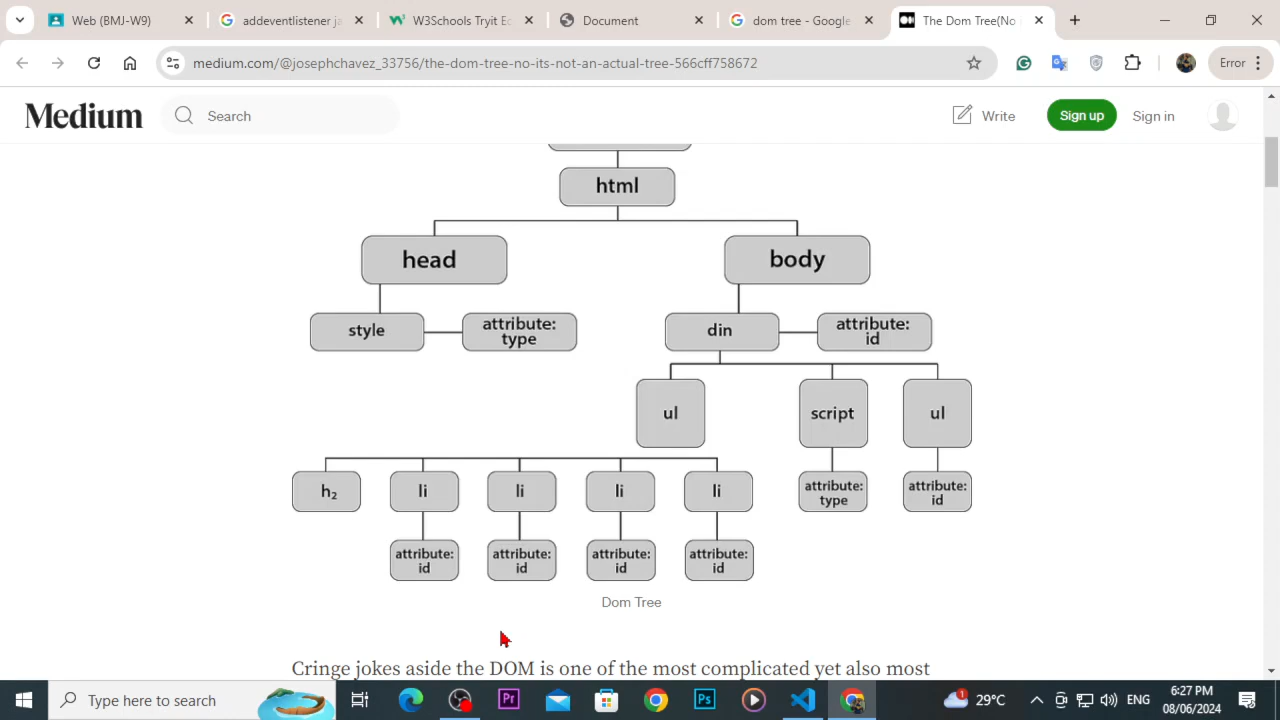 Web (BMJ-W9)
addeventlistener ja
W3Schools Tryit Ed
Document
dom tree - Google
The Dom Tree(No
medium.com/@josephchavez_33756/the-dom-tree-no-its-not-an-actual-tree-566cff758672
Error
Medium
Search
Write
Sign up
Sign in
html
head
body
style
attribute:
type
din
attribute:
id
ul
script
ul
h₂
li
li
li
li
attribute:
type
attribute:
id
attribute:
id
attribute:
id
attribute:
id
attribute:
id
Dom Tree
Cringe jokes aside the DOM is one of the most complicated yet also most
Type here to search
Pr
Ps
1
29°C
ENG
6:27 PM
08/06/2024